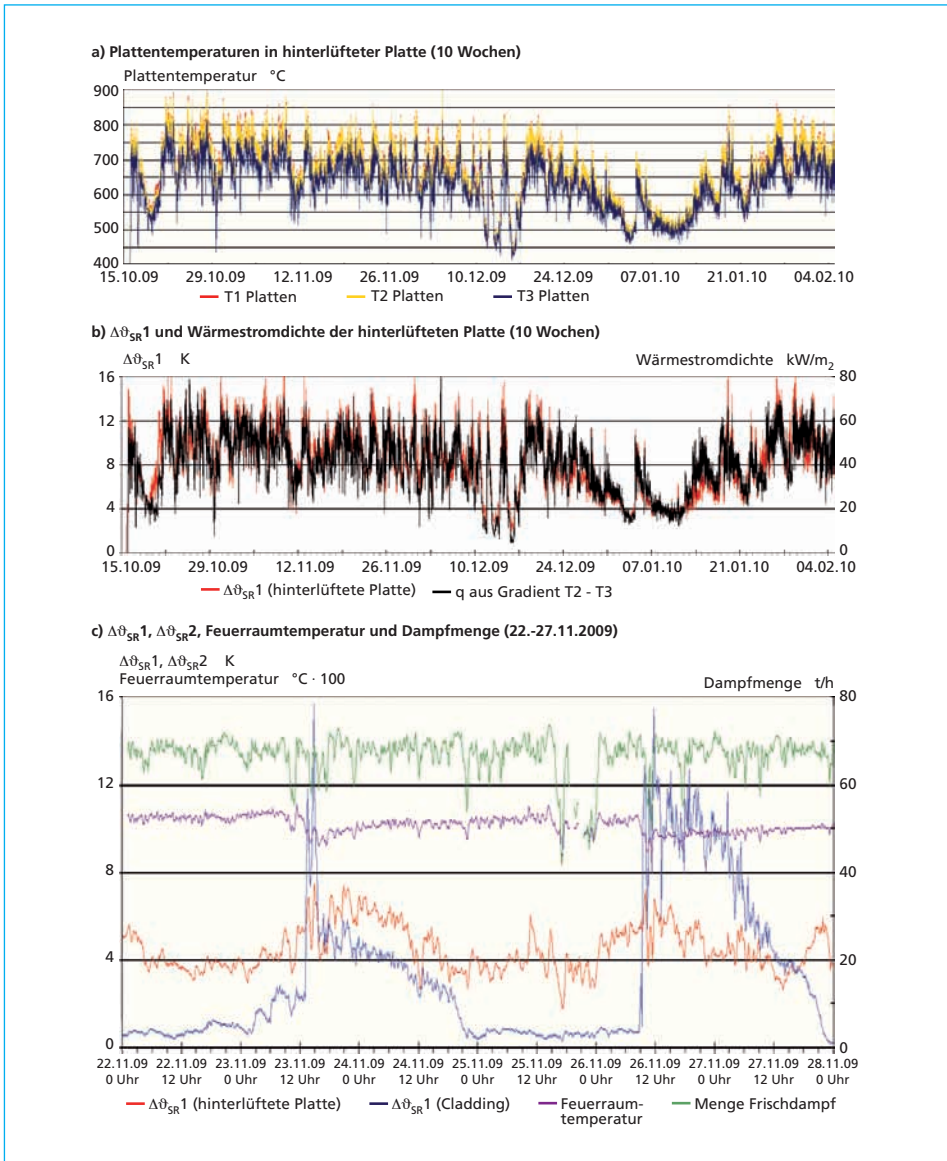 a) Plattentemperaturen in hinterlüfteter Platte (10 Wochen)
Plattentemperatur °C
900
800
700
600
500
400
15.10.09 29.10.09 12.11.09 26.11.09 10.12.09 24.12.09 07.01.10 21.01.10 04.02.10
T1 Platten T2 Platten T3 Platten
b) ΔϑSR1 und Wärmestromdichte der hinterlüfteten Platte (10 Wochen)
ΔϑSR1 K Wärmestromdichte kW/m2
16 80
12 60
8 40
4 20
0 0
15.10.09 29.10.09 12.11.09 26.11.09 10.12.09 24.12.09 07.01.10 21.01.10 04.02.10
ΔϑSR1 (hinterlüftete Platte) q aus Gradient T2 - T3
c) ΔϑSR1, ΔϑSR2, Feuerraumtemperatur und Dampfmenge (22.-27.11.2009)
ΔϑSR1, ΔϑSR2 K
Feuerraumtemperatur °C · 100 Dampfmenge t/h
16 80
12 60
8 40
4 20
0 0
22.11.09 22.11.09 23.11.09 23.11.09 24.11.09 24.11.09 25.11.09 25.11.09 26.11.09 26.11.09 27.11.09 27.11.09 28.11.09
0 Uhr 12 Uhr 0 Uhr 12 Uhr 0 Uhr 12 Uhr 0 Uhr 12 Uhr 0 Uhr 12 Uhr 0 Uhr 12 Uhr 0 Uhr
ΔϑSR1 (hinterlüftete Platte) ΔϑSR1 (Cladding) Feuerraum- Menge Frischdampf
temperatur